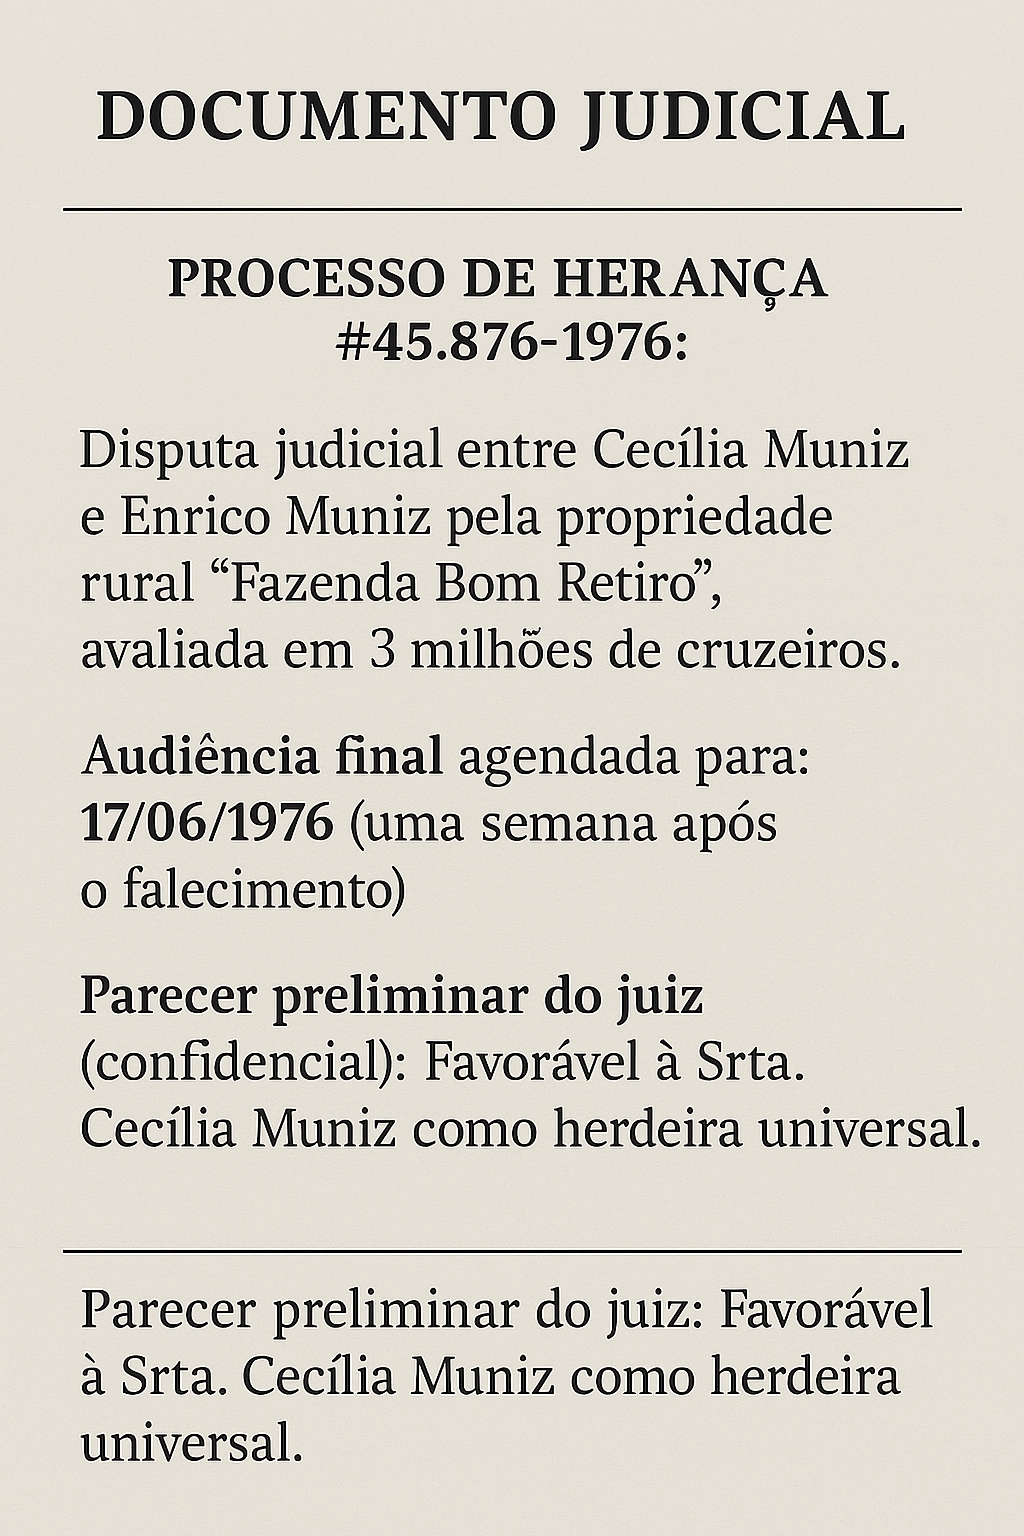 DOCUMENTO JUDICIAL
PROCESSO DE HERANÇA
#45.876-1976:
Disputa judicial entre Cecília Muniz
e Enrico Muniz pela propriedade
rural “Fazenda Bom Retiro”,
avaliada em 3 milhões de cruzeiros.
Audiência final agendada para:
17/06/1976 (uma semana após
o falecimento)
Parecer preliminar do juiz
(confidencial): Favorável à Srta.
Cecília Muniz como herdeira universal.
Parecer preliminar do juiz: Favorável
à Srta. Cecília Muniz como herdeira
universal.